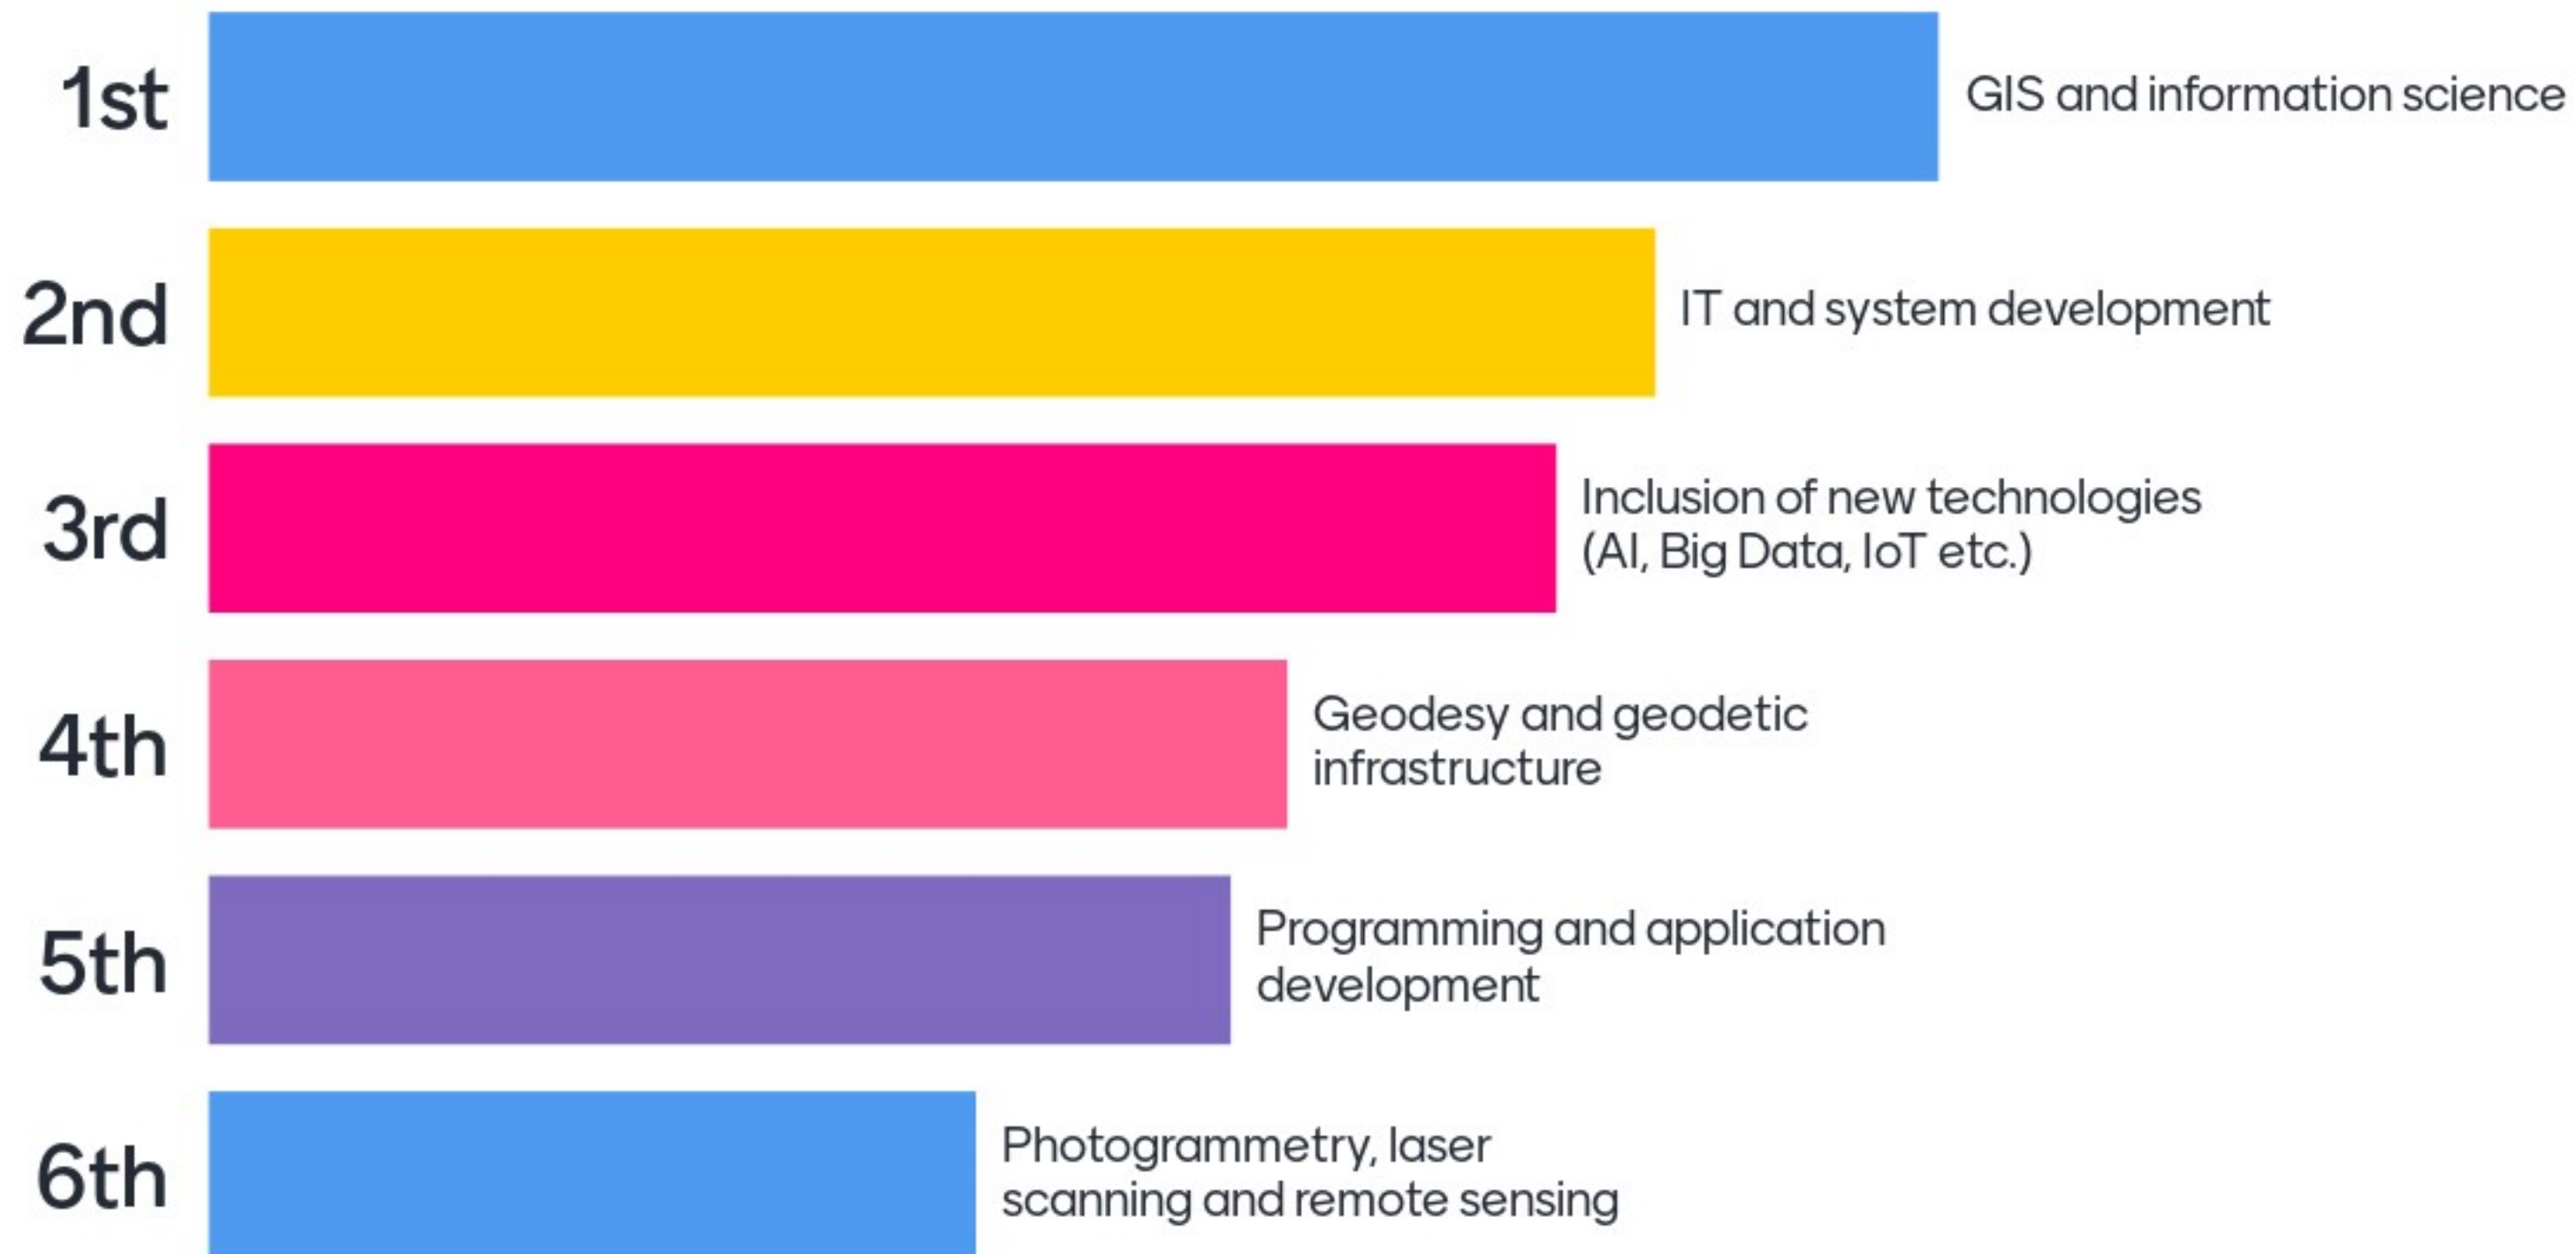 1st
GIS and information science
2nd
IT and system development
3rd
Inclusion of new technologies
(AI, Big Data, IoT etc.)
4th
Geodesy and geodetic
infrastructure
5th
Programming and application
development
6th
Photogrammetry, laser
scanning and remote sensing